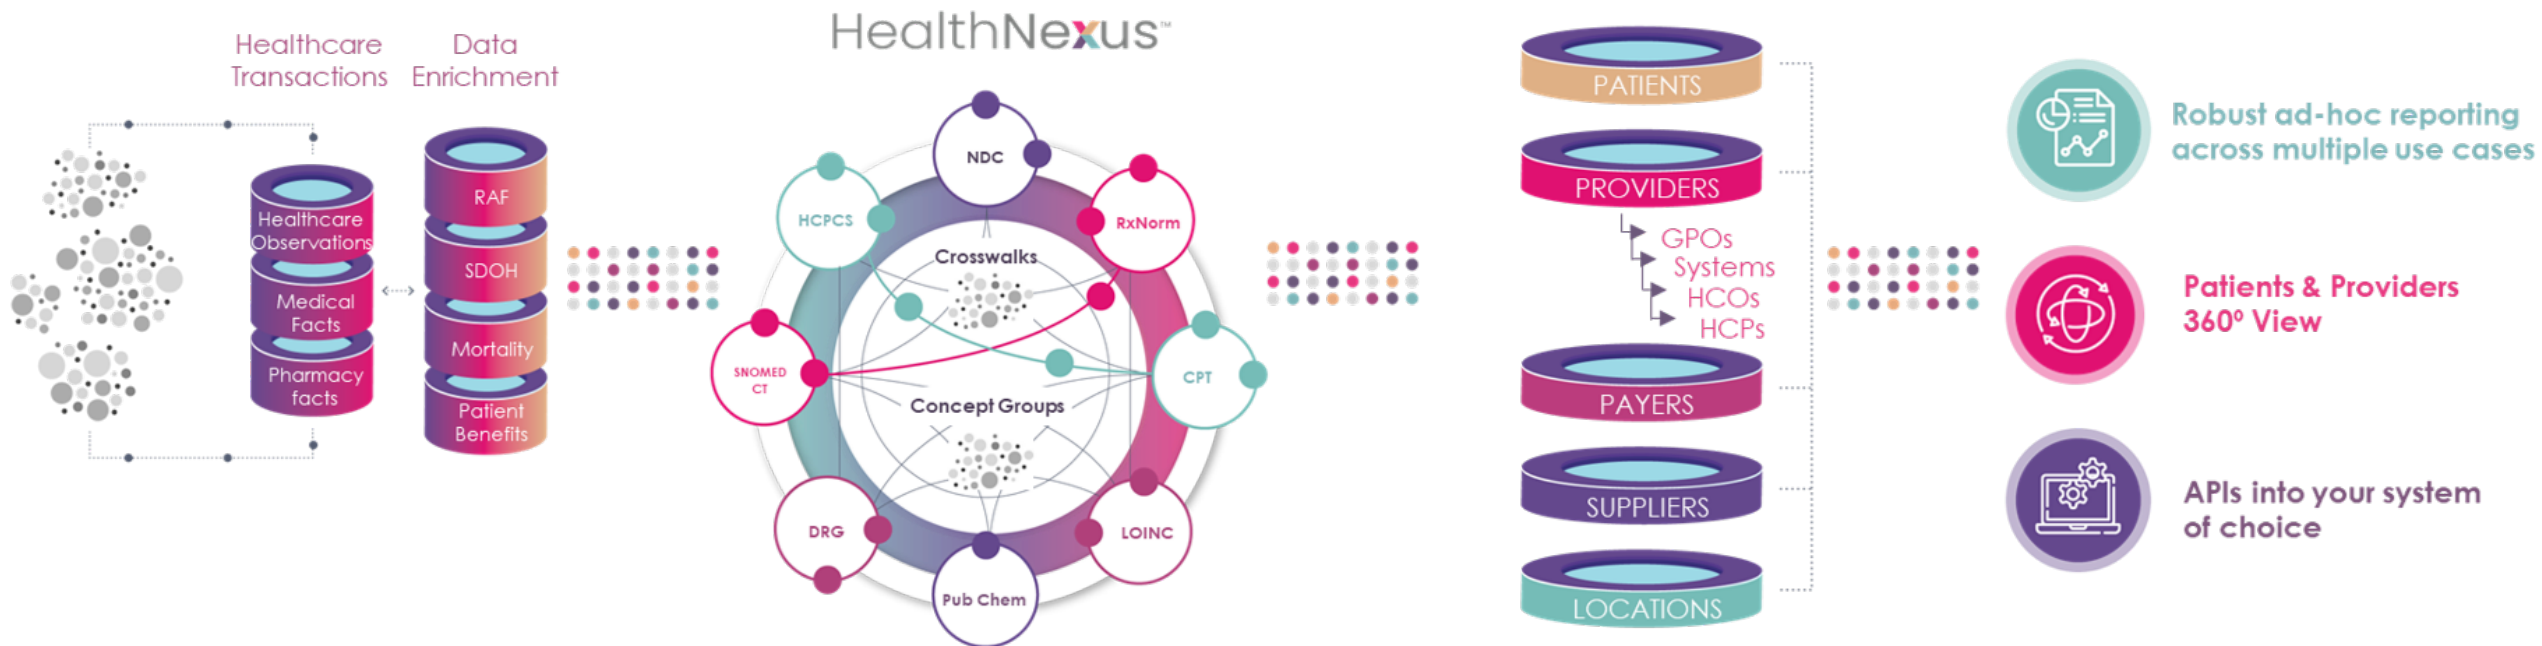 Healthcare
Transactions
Data
Enrichment
Healthcare
Observations
Medical
Facts
Pharmacy
facts
RAF
SDOH
Mortality
Patient
Benefits
HealthNexus™
NDC
HCPCS
RxNorm
Crosswalks
SNOMED
CT
CPT
Concept Groups
DRG
LOINC
Pub Chem
PATIENTS
PROVIDERS
GPOs
Systems
HCOs
HCPs
PAYERS
SUPPLIERS
LOCATIONS
Robust ad-hoc reporting
across multiple use cases
Patients & Providers
360º View
APIs into your system
of choice